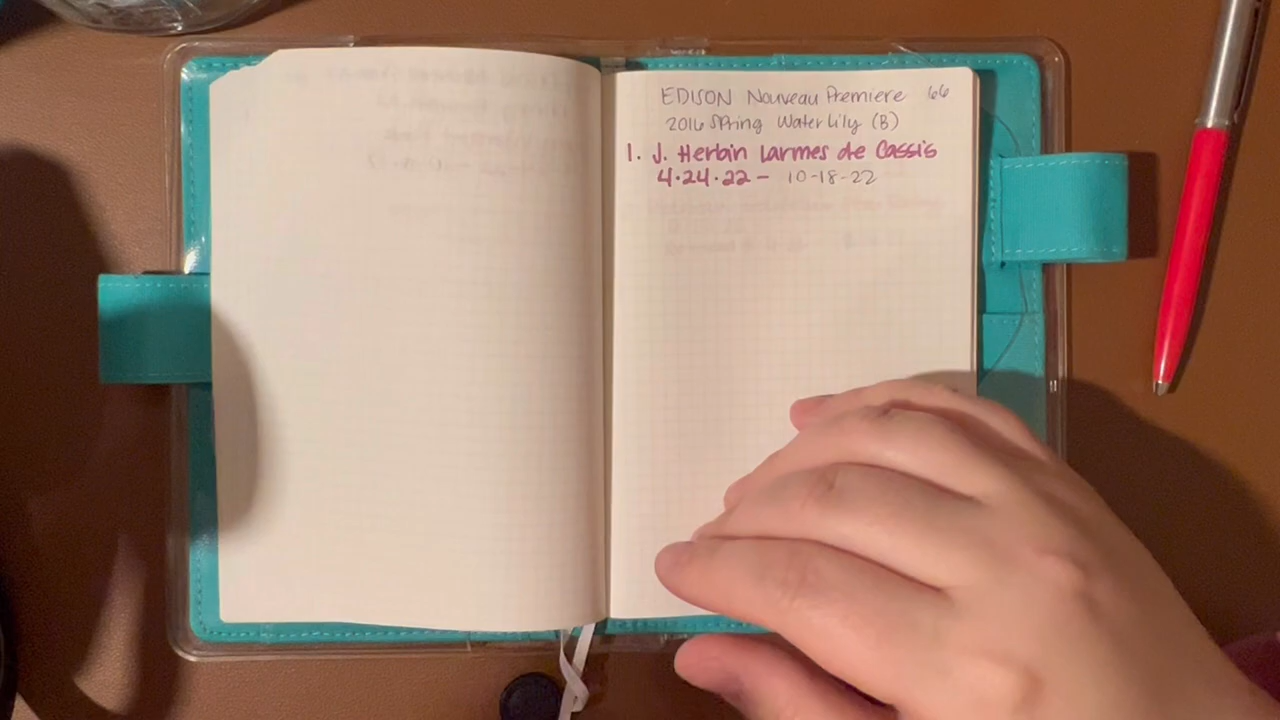 EDISON Nouveau Premiere 66
2016 Spring Water Lily (B)
1. J. Herbin Larmes de Cassis
4.24.22 - 10-18-22